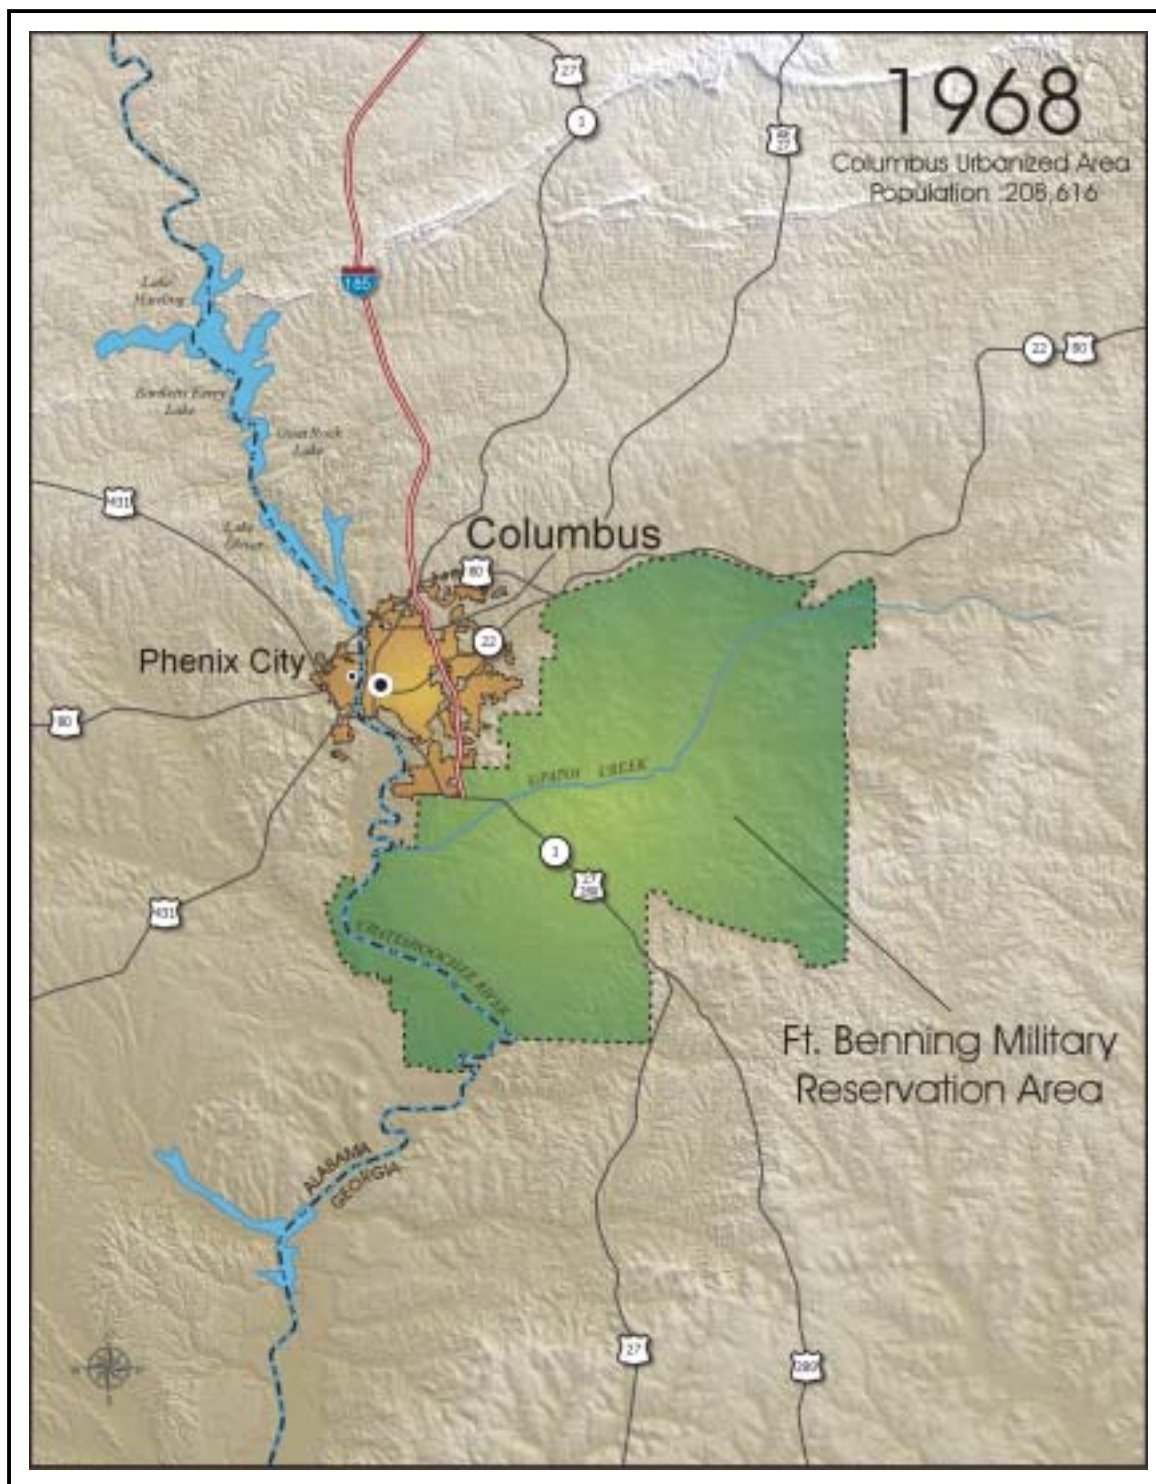 1968
Columbus Urbanized Area
Population : 208,616
27
1
27
185
Lake
Harding
22
80
Bartletts Ferry
Lake
Goat Rock
Lake
431
Lake
Oliver
Columbus
80
22
Phenix City
80
UPATOI CREEK
1
27
280
431
CHATTAHOOCHEE RIVER
Ft. Benning Military
Reservation Area
ALABAMA
GEORGIA
27
280